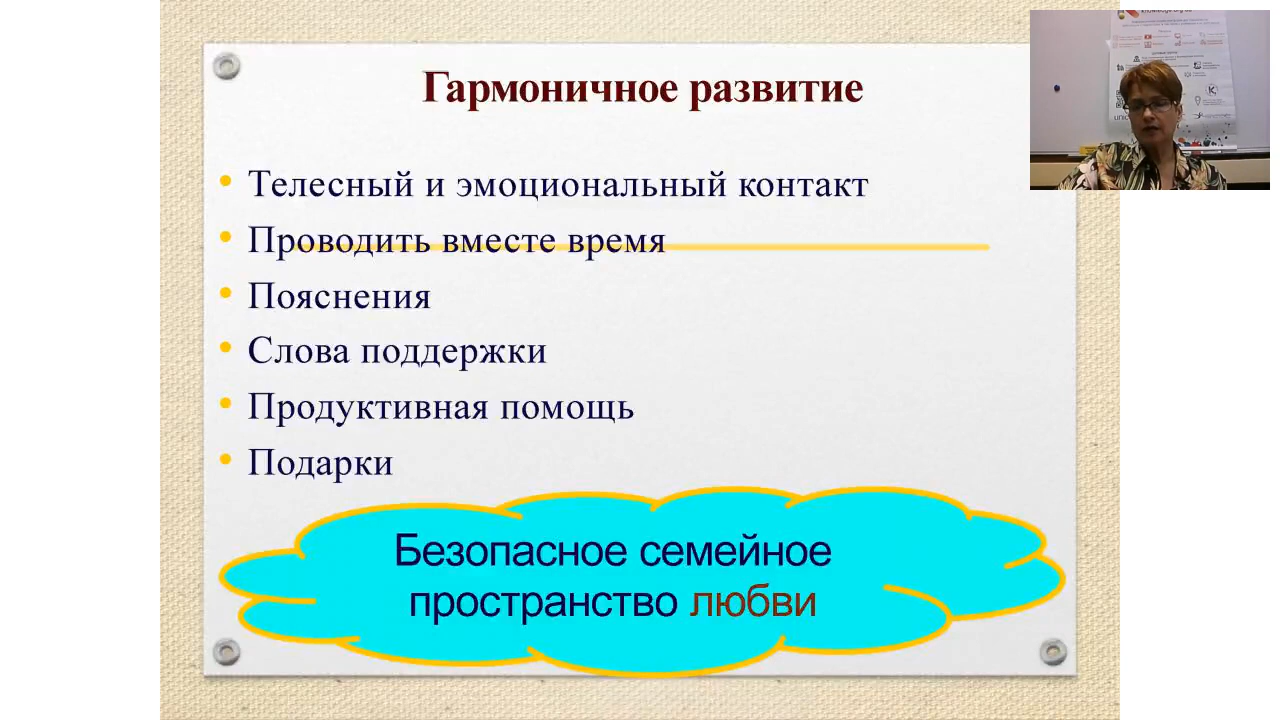 Гармоничное развитие
Телесный и эмоциональный контакт
Проводить вместе время
Пояснения
Слова поддержки
Продуктивная помощь
Подарки
Безопасное семейное
пространство любви